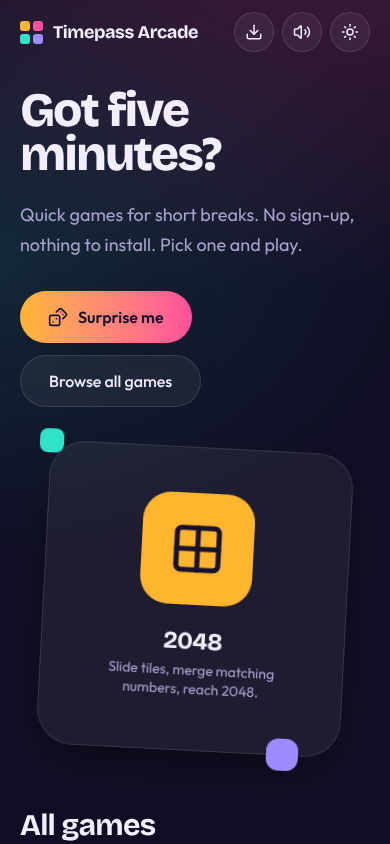 Timepass Arcade
Got five
minutes?
Quick games for short breaks. No sign-up,
nothing to install. Pick one and play.
Surprise me
Browse all games
2048
Slide tiles, merge matching
numbers, reach 2048.
All games